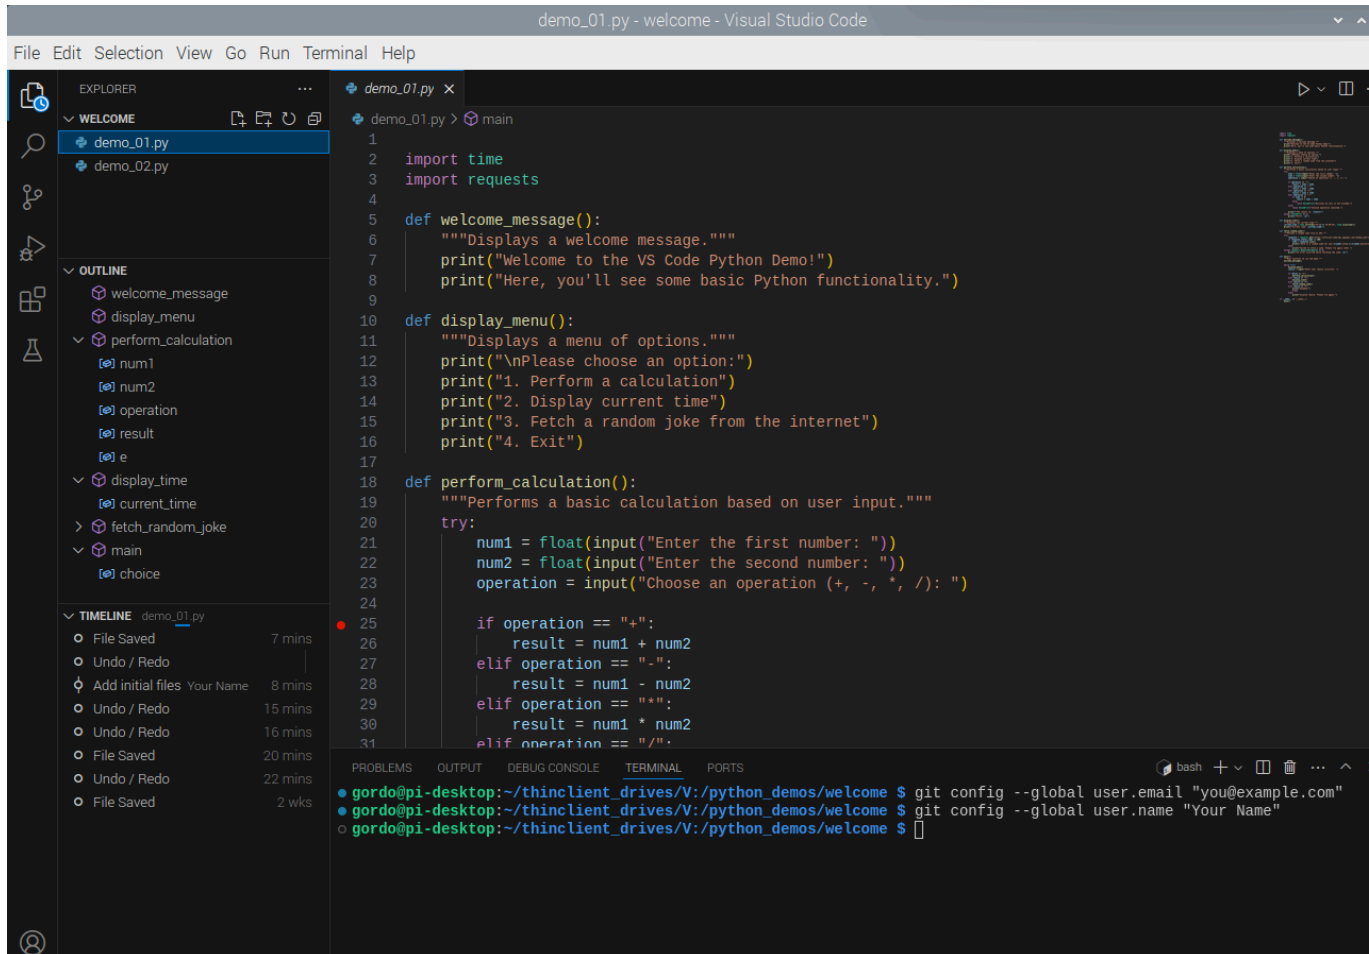 demo_01.py - welcome - Visual Studio Code
File Edit Selection View Go Run Terminal Help
EXPLORER
WELCOME
demo_01.py
demo_02.py
OUTLINE
welcome_message
display_menu
perform_calculation
num1
num2
operation
result
e
display_time
current_time
fetch_random_joke
main
choice
TIMELINE demo_01.py
File Saved 7 mins
Undo / Redo
Add initial files Your Name 8 mins
Undo / Redo 15 mins
Undo / Redo 16 mins
File Saved 20 mins
Undo / Redo 22 mins
File Saved 2 wks
demo_01.py
demo_01.py > main
1
2 import time
3 import requests
4
5 def welcome_message():
6 """Displays a welcome message."""
7 print("Welcome to the VS Code Python Demo!")
8 print("Here, you'll see some basic Python functionality.")
9
10 def display_menu():
11 """Displays a menu of options."""
12 print("\nPlease choose an option:")
13 print("1. Perform a calculation")
14 print("2. Display current time")
15 print("3. Fetch a random joke from the internet")
16 print("4. Exit")
17
18 def perform_calculation():
19 """Performs a basic calculation based on user input."""
20 try:
21 num1 = float(input("Enter the first number: "))
22 num2 = float(input("Enter the second number: "))
23 operation = input("Choose an operation (+, -, *, /): ")
24
25 if operation == "+":
26 result = num1 + num2
27 elif operation == "-":
28 result = num1 - num2
29 elif operation == "*":
30 result = num1 * num2
31 elif operation == "/":
PROBLEMS OUTPUT DEBUG CONSOLE TERMINAL PORTS
bash
gordo@pi-desktop:~/thinclient_drives/V:/python_demos/welcome $ git config --global user.email "you@example.com"
gordo@pi-desktop:~/thinclient_drives/V:/python_demos/welcome $ git config --global user.name "Your Name"
gordo@pi-desktop:~/thinclient_drives/V:/python_demos/welcome $